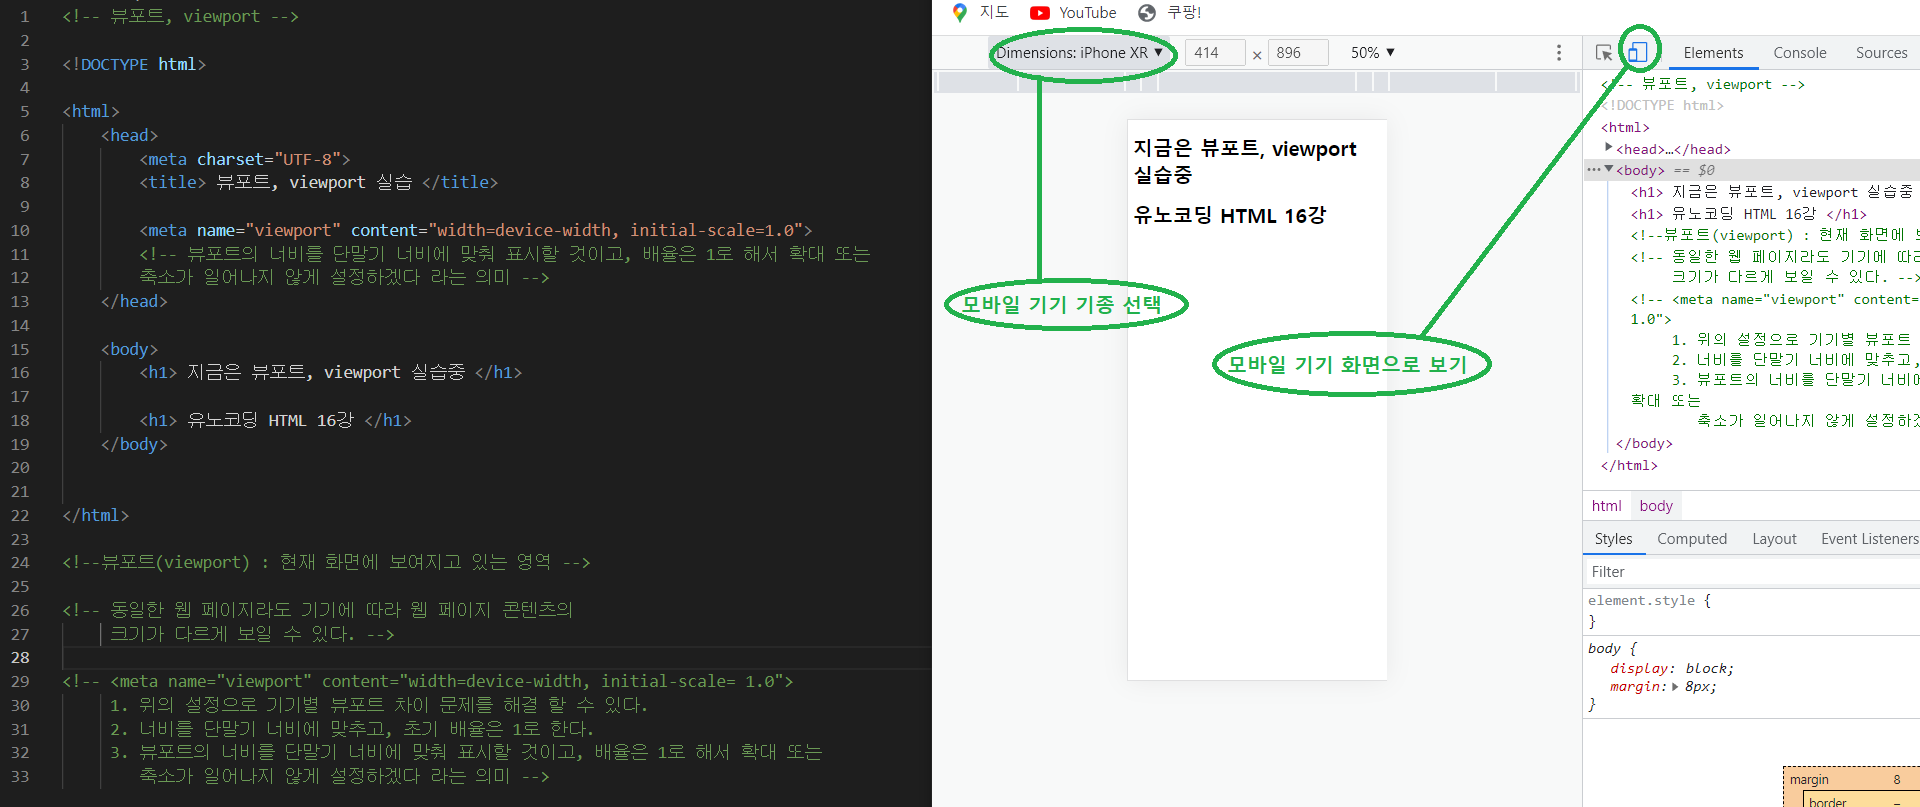 1 <!-- 뷰포트, viewport -->
2
3 <!DOCTYPE html>
4
5 <html>
6 <head>
7 <meta charset="UTF-8">
8 <title> 뷰포트, viewport 실습 </title>
9
10 <meta name="viewport" content="width=device-width, initial-scale=1.0">
11 <!-- 뷰포트의 너비를 단말기 너비에 맞춰 표시할 것이고, 배율은 1로 해서 확대 또는
12 축소가 일어나지 않게 설정하겠다 라는 의미 -->
13 </head>
14
15 <body>
16 <h1> 지금은 뷰포트, viewport 실습중 </h1>
17
18 <h1> 유노코딩 HTML 16강 </h1>
19 </body>
20
21
22 </html>
23
24 <!--뷰포트(viewport) : 현재 화면에 보여지고 있는 영역 -->
25
26 <!-- 동일한 웹 페이지라도 기기에 따라 웹 페이지 콘텐츠의
27 크기가 다르게 보일 수 있다. -->
28
29 <!-- <meta name="viewport" content="width=device-width, initial-scale= 1.0">
30 1. 위의 설정으로 기기별 뷰포트 차이 문제를 해결 할 수 있다.
31 2. 너비를 단말기 너비에 맞추고, 초기 배율은 1로 한다.
32 3. 뷰포트의 너비를 단말기 너비에 맞춰 표시할 것이고, 배율은 1로 해서 확대 또는
33 축소가 일어나지 않게 설정하겠다 라는 의미 -->
지도 YouTube 쿠팡!
Dimensions: iPhone XR ▼ 414 × 896 50% ▼
지금은 뷰포트, viewport
실습중
유노코딩 HTML 16강
모바일 기기 기종 선택
모바일 기기 화면으로 보기
Elements Console Sources
<!-- 뷰포트, viewport -->
<!DOCTYPE html>
<html>
<head>…</head>
<body> == $0
<h1> 지금은 뷰포트, viewport 실습중
<h1> 유노코딩 HTML 16강 </h1>
<!--뷰포트(viewport) : 현재 화면에
<!-- 동일한 웹 페이지라도 기기에 따라
크기가 다르게 보일 수 있다. -->
<!-- <meta name="viewport" content=
1.0">
1. 위의 설정으로 기기별 뷰포트
2. 너비를 단말기 너비에 맞추고,
3. 뷰포트의 너비를 단말기 너비에
확대 또는
축소가 일어나지 않게 설정하겠
</body>
</html>
html body
Styles Computed Layout Event Listeners
Filter
element.style {
}
body {
display: block;
margin: 8px;
}
margin 8
border –